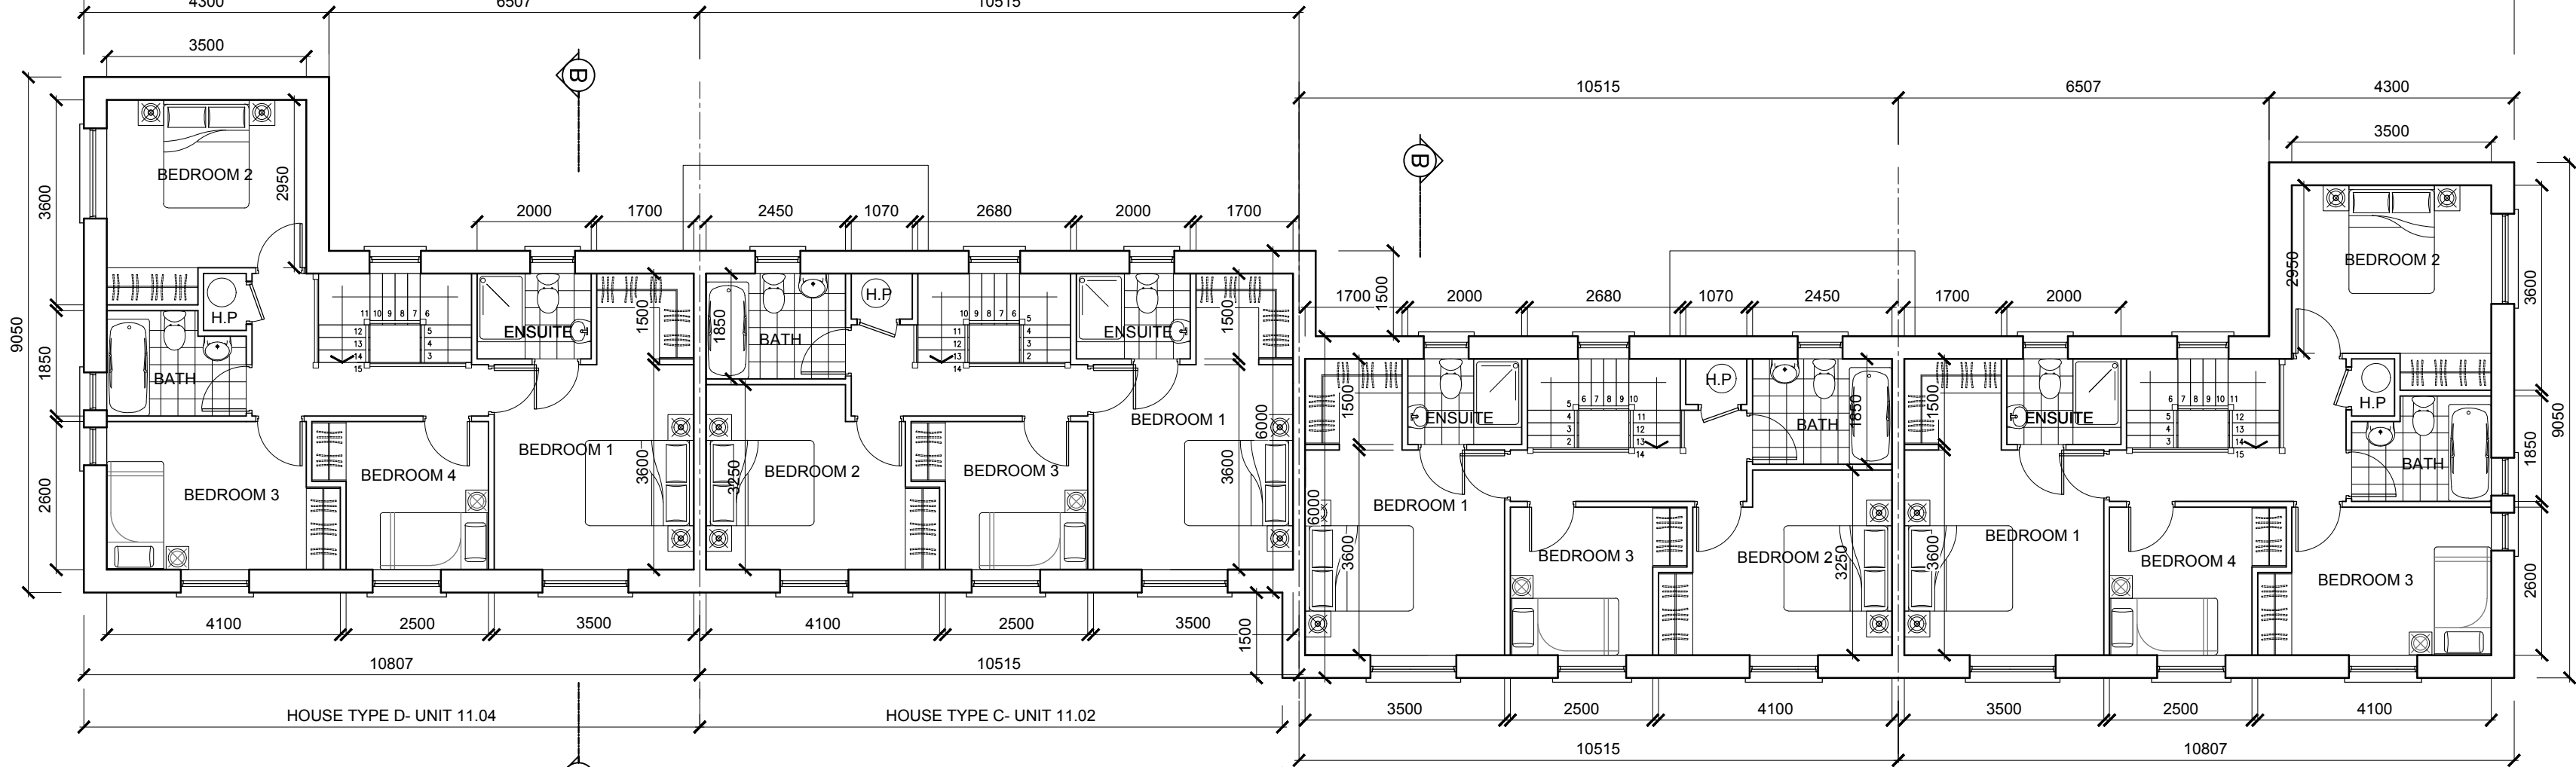 4300 6507 10515
3500
B
10515 6507 4300
3500
B
9050
3600
1850
2600
BEDROOM 2
2950
2000 1700 2450 1070 2680 2000 1700
H.P
11 10 9 8 7 6
12 5
13 4
14 3
15
ENSUITE
1500
BATH
BEDROOM 3
BEDROOM 4
BEDROOM 1
3600
1850
BATH
H.P
10 9 8 7 6
5
11 4
12 3
13 2
14
ENSUITE
1500
3250
BEDROOM 2
BEDROOM 3
BEDROOM 1
3600
6000
4100 2500 3500 4100 2500 3500
1500
10807 10515
HOUSE TYPE D- UNIT 11.04 HOUSE TYPE C- UNIT 11.02
1500
1700 2000 2680 1070 2450 1700 2000
1500
ENSUITE
6 7 8 9 10
5
4 11
3 12
2 13
14
H.P
BATH
1850
6000
BEDROOM 1
3600
BEDROOM 3
BEDROOM 2
3250
1500
ENSUITE
6 7 8 9 10 11
5 12
4 13
3 14
15
2950
BEDROOM 2
H.P
BATH
BEDROOM 1
3600
BEDROOM 4
BEDROOM 3
3600
1850
2600
9050
3500 2500 4100 3500 2500 4100
10515 10807